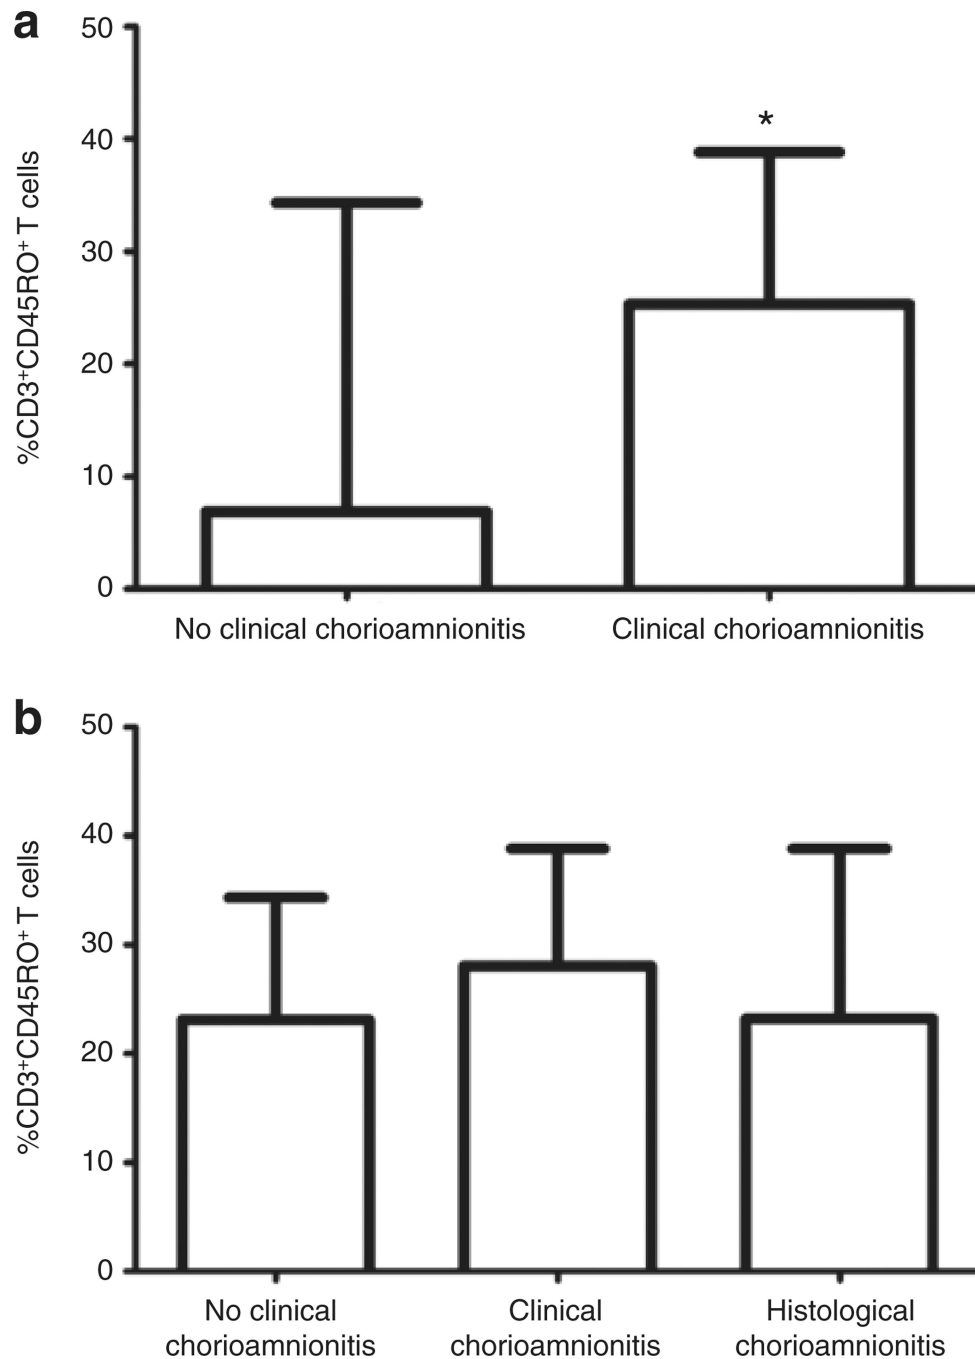 a
50
40
30
20
10
0
%CD3⁺CD45RO⁺ T cells
*
No clinical chorioamnionitis
Clinical chorioamnionitis
b
50
40
30
20
10
0
%CD3⁺CD45RO⁺ T cells
No clinical
chorioamnionitis
Clinical
chorioamnionitis
Histological
chorioamnionitis